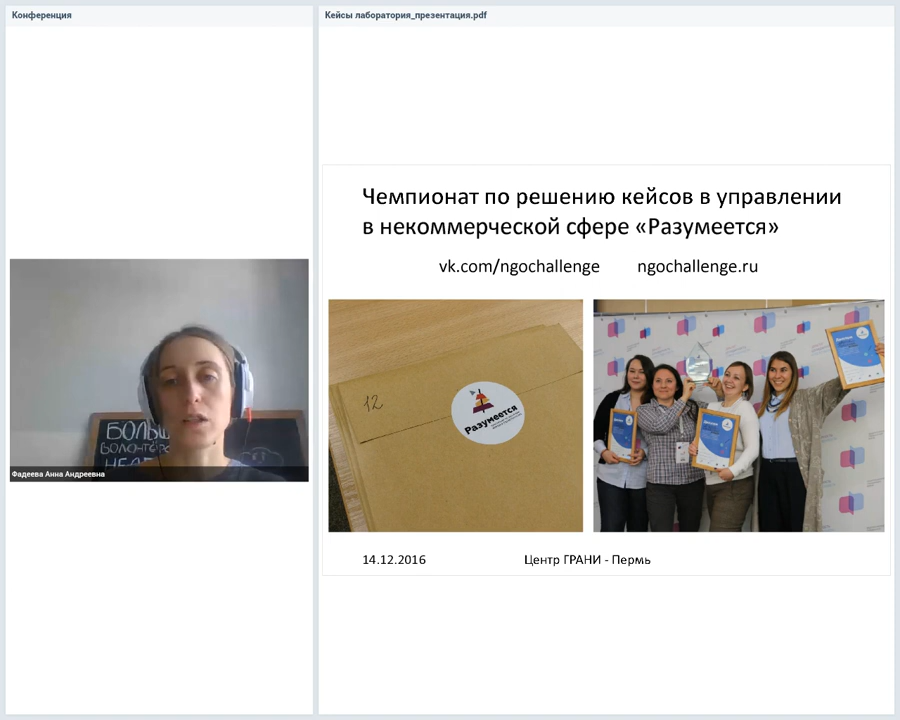 Конференция
Кейсы лаборатория_презентация.pdf
Чемпионат по решению кейсов в управлении
в некоммерческой сфере «Разумеется»
vk.com/ngochallenge ngochallenge.ru
12
Разумеется
БОЛЬШ
Фадеева Анна Андреевна
14.12.2016 Центр ГРАНИ - Пермь